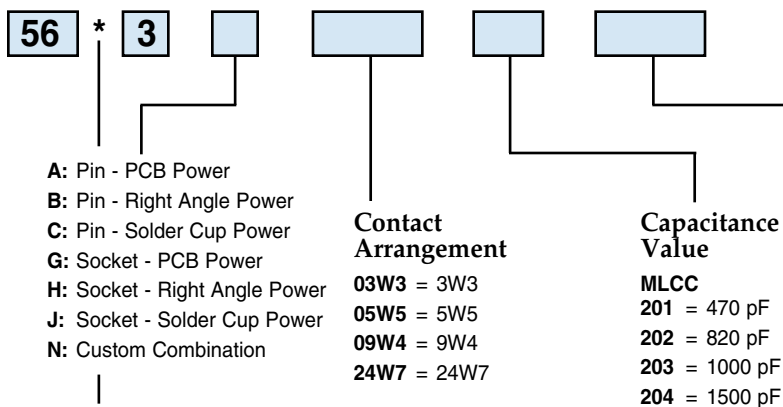 56 * 3
A: Pin - PCB Power
B: Pin - Right Angle Power
C: Pin - Solder Cup Power
G: Socket - PCB Power
H: Socket - Right Angle Power
J: Socket - Solder Cup Power
N: Custom Combination
Contact
Arrangement
03W3 = 3W3
05W5 = 5W5
09W4 = 9W4
24W7 = 24W7
Capacitance
Value
MLCC
201 = 470 pF
202 = 820 pF
203 = 1000 pF
204 = 1500 pF